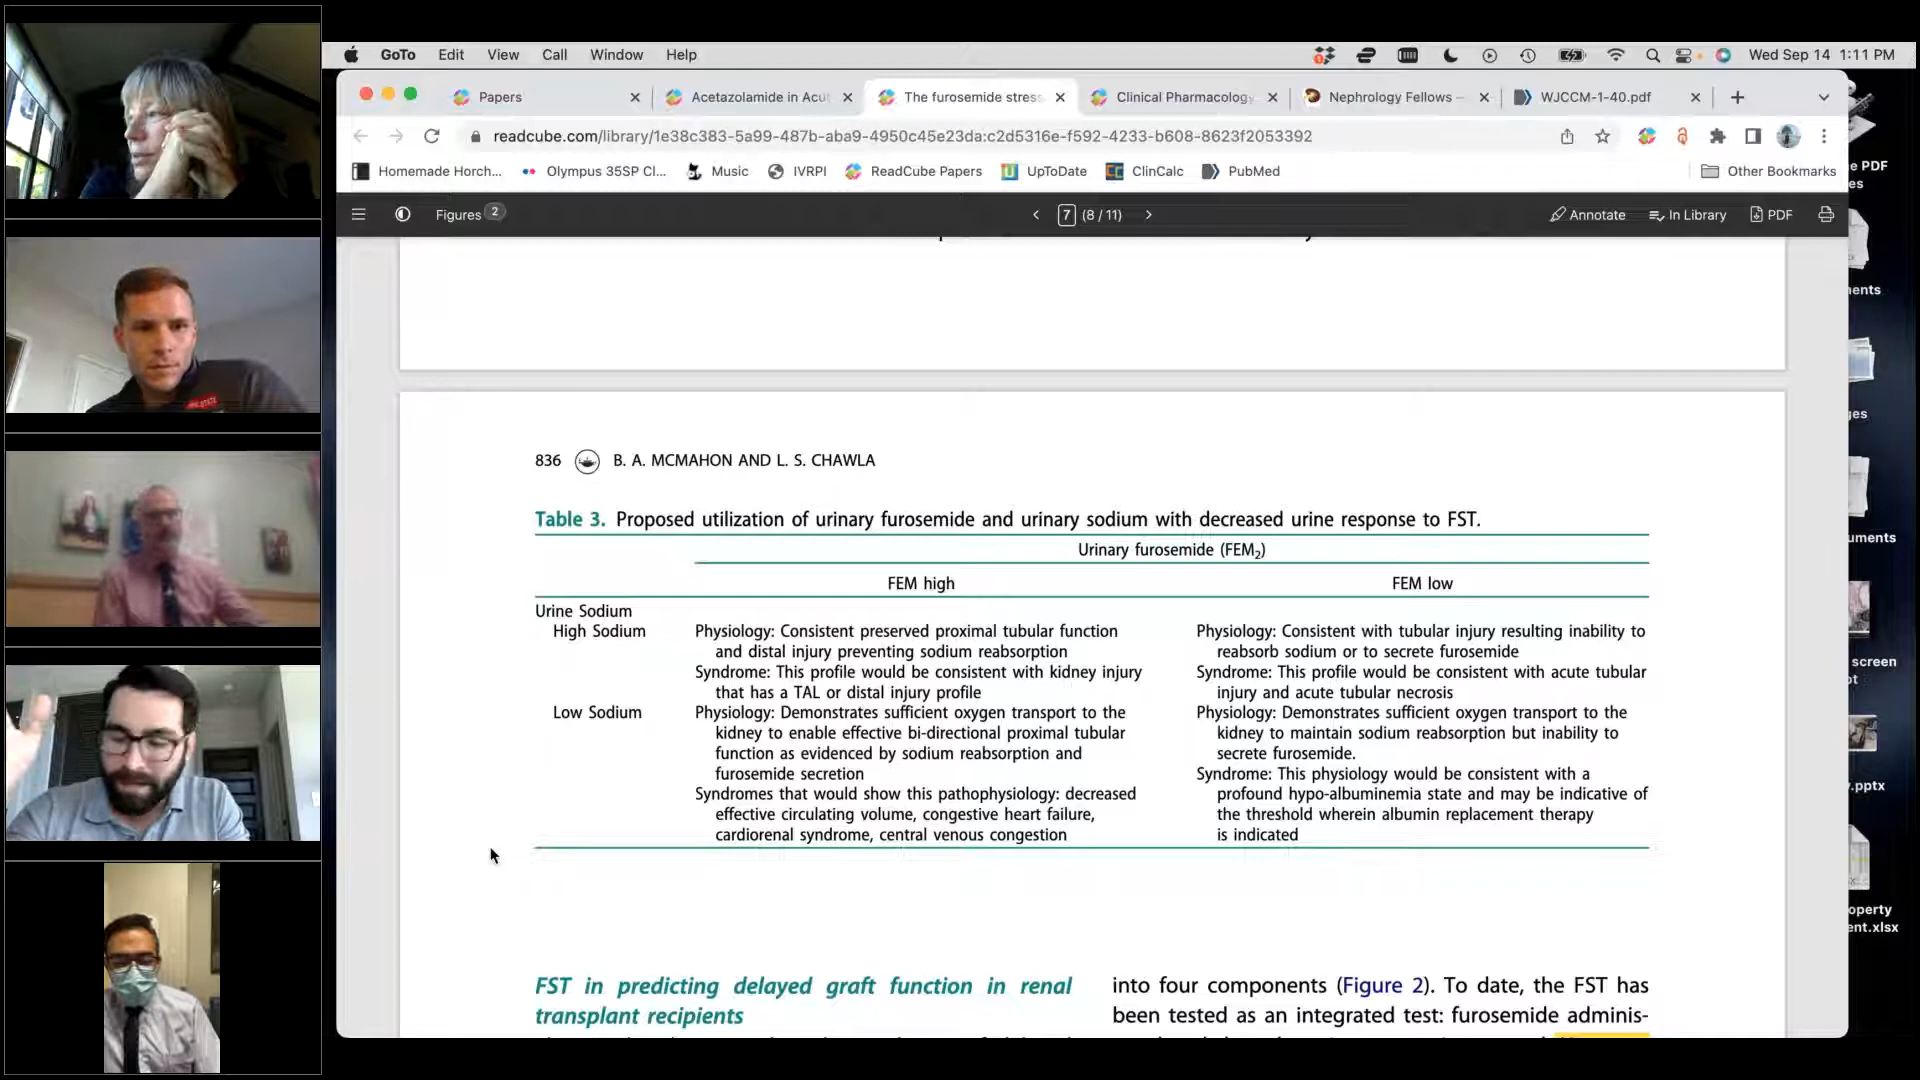 GoTo Edit View Call Window Help
Wed Sep 14 1:11 PM
Papers
Acetazolamide in Acut
The furosemide stress
Clinical Pharmacology
Nephrology Fellows –
WJCCM-1-40.pdf
readcube.com/library/1e38c383-5a99-487b-aba9-4950c45e23da:c2d5316e-f592-4233-b608-8623f2053392
Homemade Horch... Olympus 35SP Cl... Music IVRPI ReadCube Papers UpToDate ClinCalc PubMed Other Bookmarks
Figures 2
7 (8 / 11)
Annotate In Library PDF
836 B. A. MCMAHON AND L. S. CHAWLA
Table 3. Proposed utilization of urinary furosemide and urinary sodium with decreased urine response to FST.
Urinary furosemide (FEM2)
FEM high FEM low
Urine Sodium
High Sodium
Physiology: Consistent preserved proximal tubular function
and distal injury preventing sodium reabsorption
Syndrome: This profile would be consistent with kidney injury
that has a TAL or distal injury profile
Physiology: Consistent with tubular injury resulting inability to
reabsorb sodium or to secrete furosemide
Syndrome: This profile would be consistent with acute tubular
injury and acute tubular necrosis
Low Sodium
Physiology: Demonstrates sufficient oxygen transport to the
kidney to enable effective bi-directional proximal tubular
function as evidenced by sodium reabsorption and
furosemide secretion
Syndromes that would show this pathophysiology: decreased
effective circulating volume, congestive heart failure,
cardiorenal syndrome, central venous congestion
Physiology: Demonstrates sufficient oxygen transport to the
kidney to maintain sodium reabsorption but inability to
secrete furosemide.
Syndrome: This physiology would be consistent with a
profound hypo-albuminemia state and may be indicative of
the threshold wherein albumin replacement therapy
is indicated
FST in predicting delayed graft function in renal
transplant recipients
into four components (Figure 2). To date, the FST has
been tested as an integrated test: furosemide adminis-
PDF
es
ments
ges
uments
screen
ot
.pptx
operty
ent.xlsx